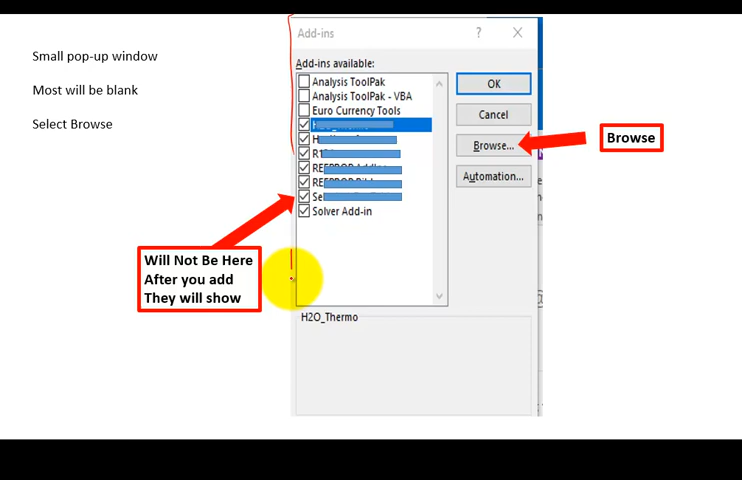 Small pop-up window
Most will be blank
Select Browse
Add-ins
?
Add-ins available:
Analysis ToolPak
Analysis ToolPak - VBA
Euro Currency Tools
Solver Add-in
OK
Cancel
Browse...
Automation...
Browse
Will Not Be Here
After you add
They will show
H2O_Thermo